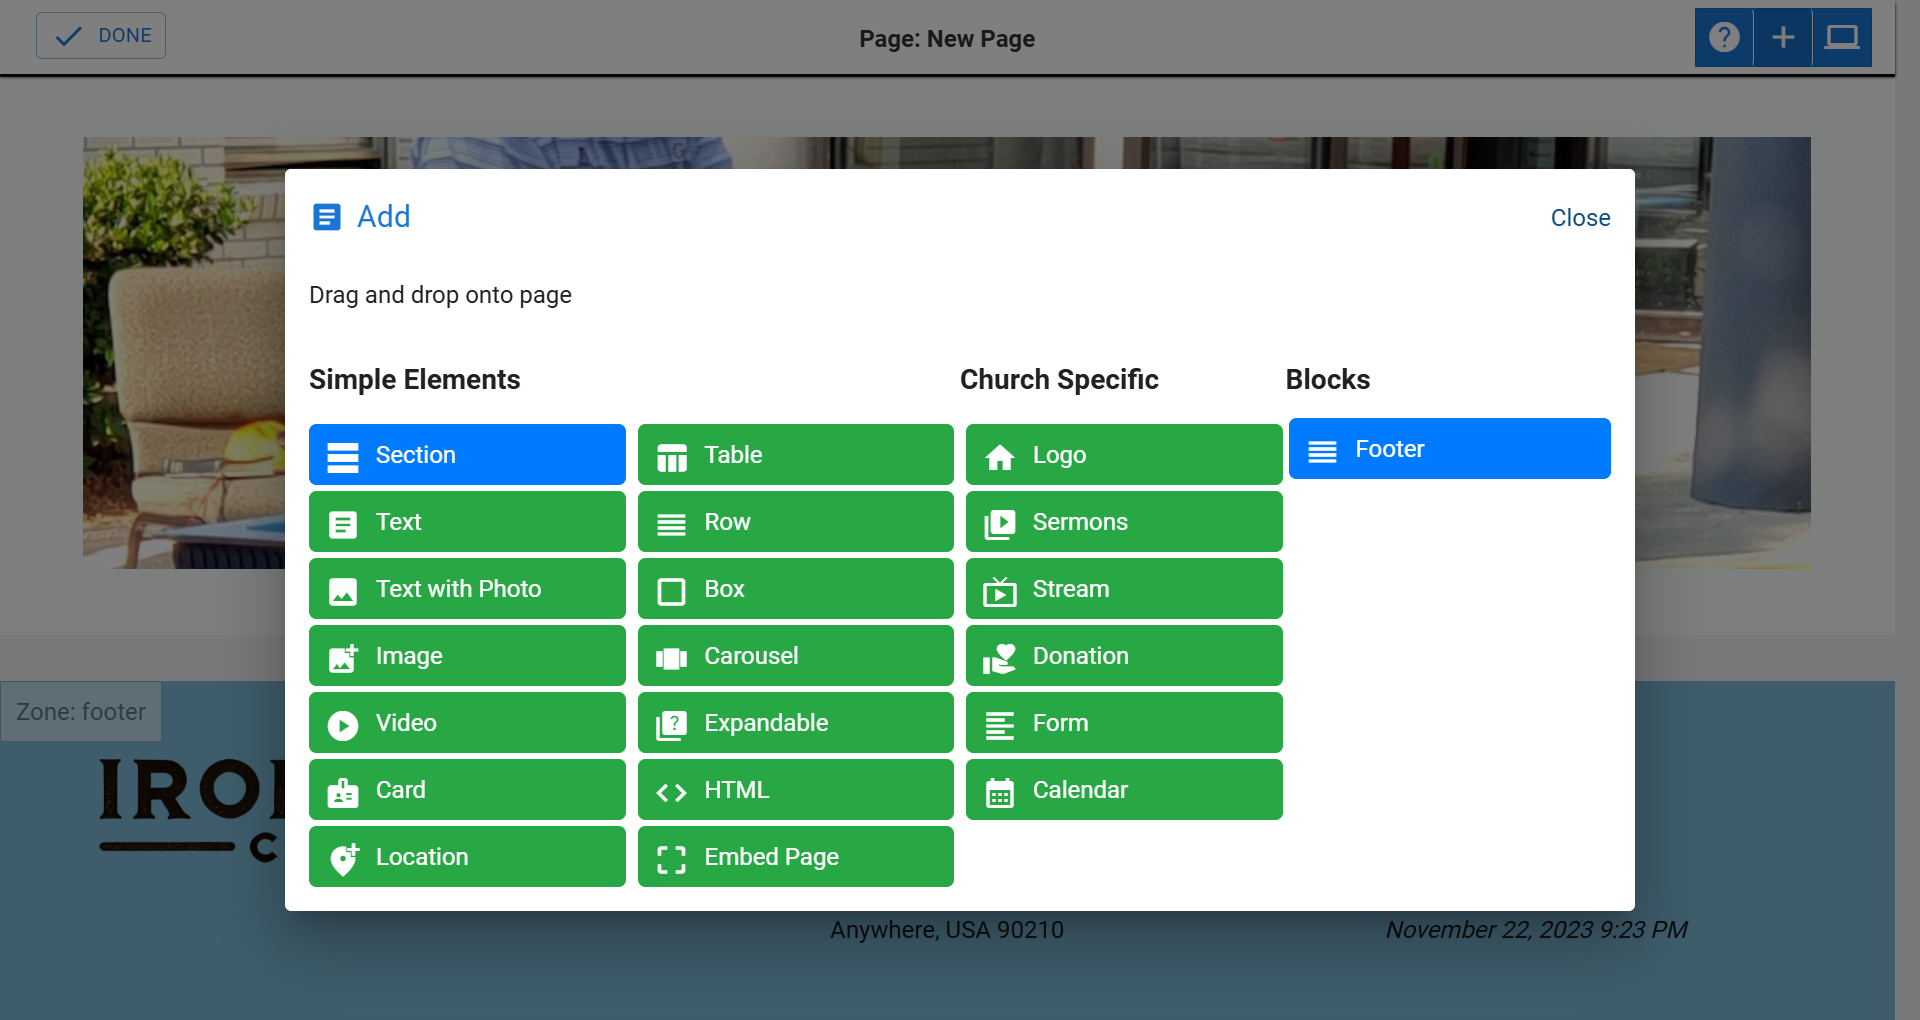 DONE
Page: New Page
Add
Close
Drag and drop onto page
Simple Elements
Church Specific
Blocks
Section
Table
Logo
Footer
Text
Row
Sermons
Text with Photo
Box
Stream
Image
Carousel
Donation
Video
Expandable
Form
Card
HTML
Calendar
Location
Embed Page
Zone: footer
Anywhere, USA 90210
November 22, 2023 9:23 PM